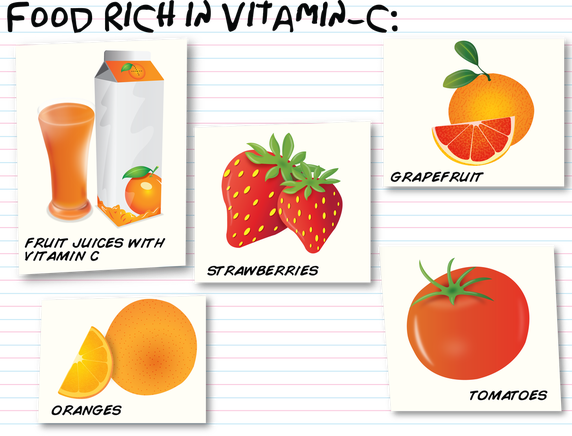 FOOD RICH IN VITAMIN-C:
GRAPEFRUIT
FRUIT JUICES WITH
VITAMIN C
STRAWBERRIES
ORANGES
TOMATOES